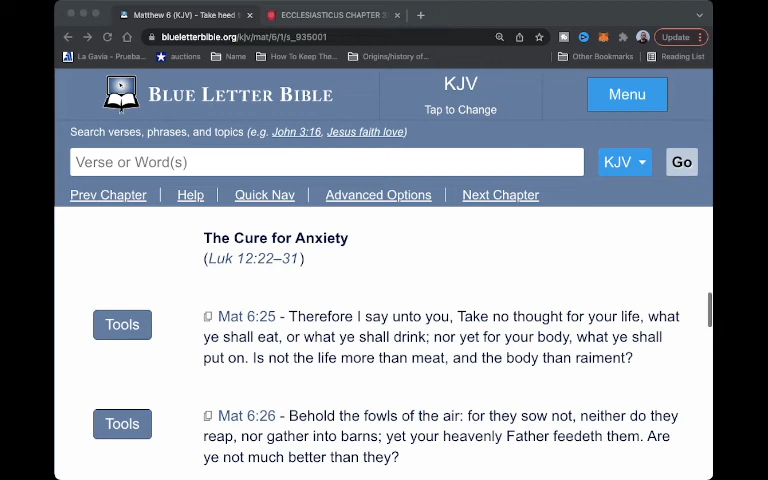 Matthew 6 (KJV) - Take heed t
ECCLESIASTICUS CHAPTER 3
blueletterbible.org/kjv/mat/6/1/s_935001
Update
La Gavia - Prueba...
auctions
Name
How To Keep The...
Origins/history of...
Other Bookmarks
Reading List
BLUE LETTER BIBLE
KJV
Tap to Change
Menu
Search verses, phrases, and topics (e.g. John 3:16, Jesus faith love)
Verse or Word(s)
KJV
Go
Prev Chapter
Help
Quick Nav
Advanced Options
Next Chapter
The Cure for Anxiety
(Luk 12:22–31)
Tools
Mat 6:25 - Therefore I say unto you, Take no thought for your life, what
ye shall eat, or what ye shall drink; nor yet for your body, what ye shall
put on. Is not the life more than meat, and the body than raiment?
Tools
Mat 6:26 - Behold the fowls of the air: for they sow not, neither do they
reap, nor gather into barns; yet your heavenly Father feedeth them. Are
ye not much better than they?